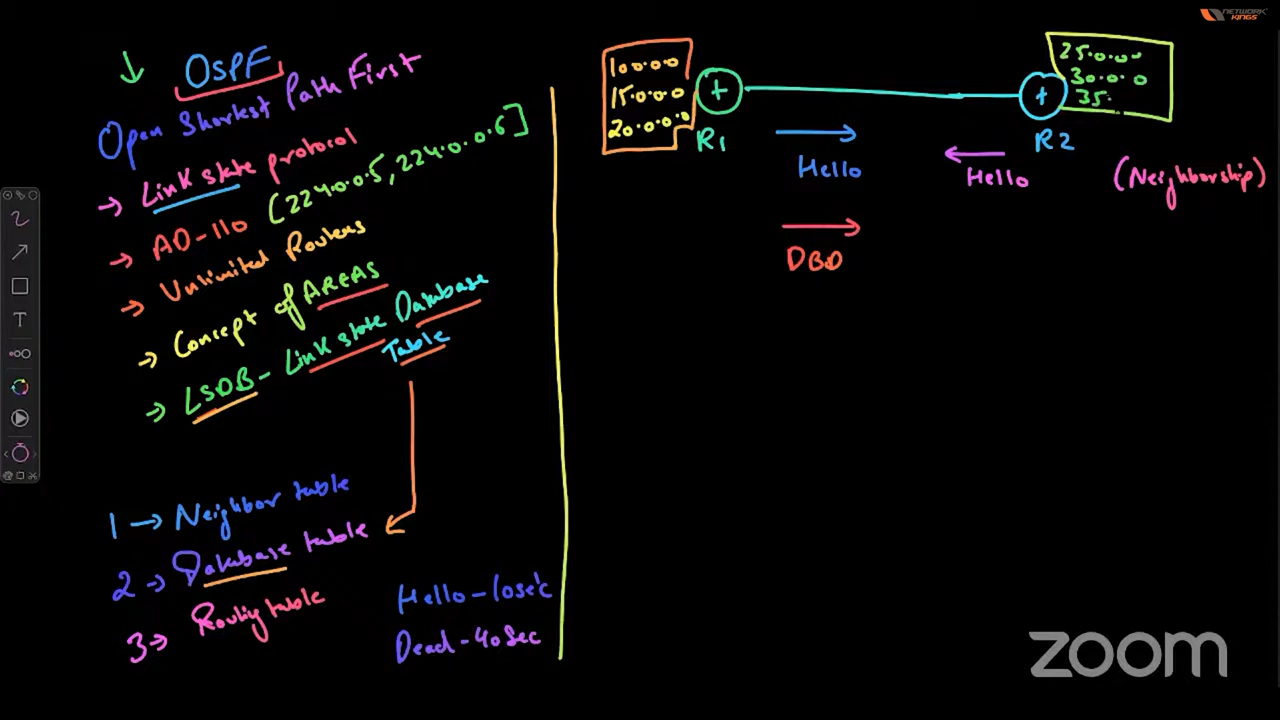 NETWORK
KINGS
↓ OSPF
Open Shortest Path First
→ Link state protocol
→ AD-110 (224.0.0.5, 224.0.0.6]
→ Unlimited Routers
→ Concept of AREAS
→ LSDB - Link state Database
Table
1 → Neighbor table
2 → Database table
3 → Routing table
Hello - 10sec
Dead - 40sec
10.0.0.0
15.0.0.0
20.0.0.0
+
R1
+
R2
25.0.0.0
30.0.0.0
35.
Hello
Hello
(Neighborship)
DBD
zoom